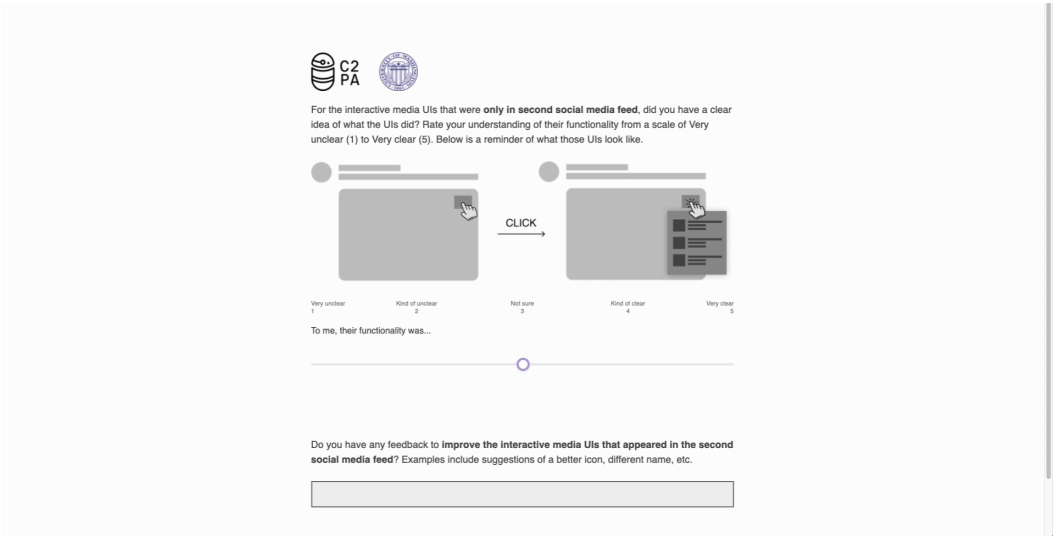 C2
PA
For the interactive media UIs that were only in second social media feed, did you have a clear
idea of what the UIs did? Rate your understanding of their functionality from a scale of Very
unclear (1) to Very clear (5). Below is a reminder of what those UIs look like.
CLICK
Very unclear Kind of unclear Not sure Kind of clear Very clear
1 2 3 4 5
To me, their functionality was...
Do you have any feedback to improve the interactive media UIs that appeared in the second
social media feed? Examples include suggestions of a better icon, different name, etc.